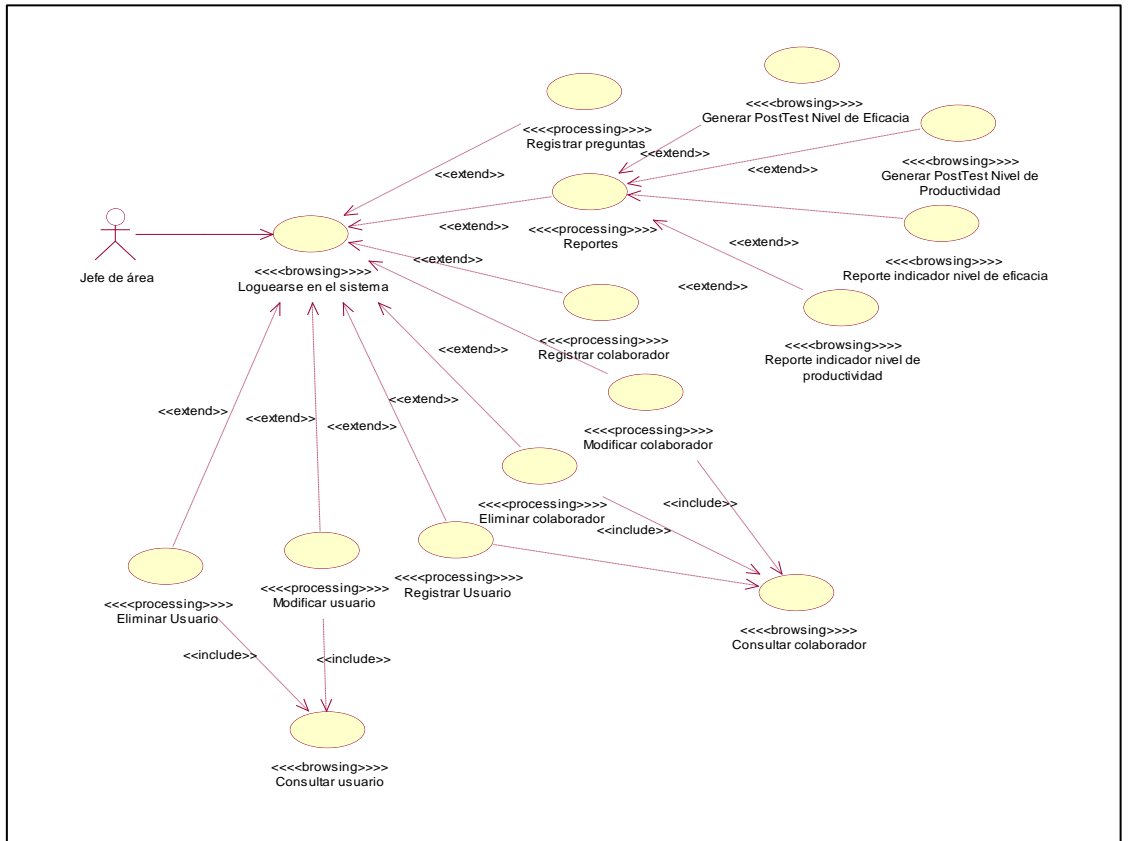 <<<<browsing>>>>
Generar PostTest Nivel de Eficacia
<<<<processing>>>>
Registrar preguntas
<<extend>>
<<<<browsing>>>>
Generar PostTest Nivel de
Productividad
<<extend>>
<<extend>>
<<extend>>
<<<<processing>>>>
Reportes
<<extend>>
<<<<browsing>>>>
Reporte indicador nivel de eficacia
<<extend>>
<<extend>>
Jefe de área
<<<<browsing>>>>
Loguearse en el sistema
<<extend>>
<<<<processing>>>>
Registrar colaborador
<<<<browsing>>>>
Reporte indicador nivel de
productividad
<<extend>>
<<extend>>
<<extend>>
<<extend>>
<<<<processing>>>>
Modificar colaborador
<<<<processing>>>>
Eliminar colaborador
<<include>>
<<include>>
<<<<processing>>>>
Eliminar Usuario
<<<<processing>>>>
Modificar usuario
<<<<processing>>>>
Registrar Usuario
<<<<browsing>>>>
Consultar colaborador
<<include>>
<<include>>
<<<<browsing>>>>
Consultar usuario